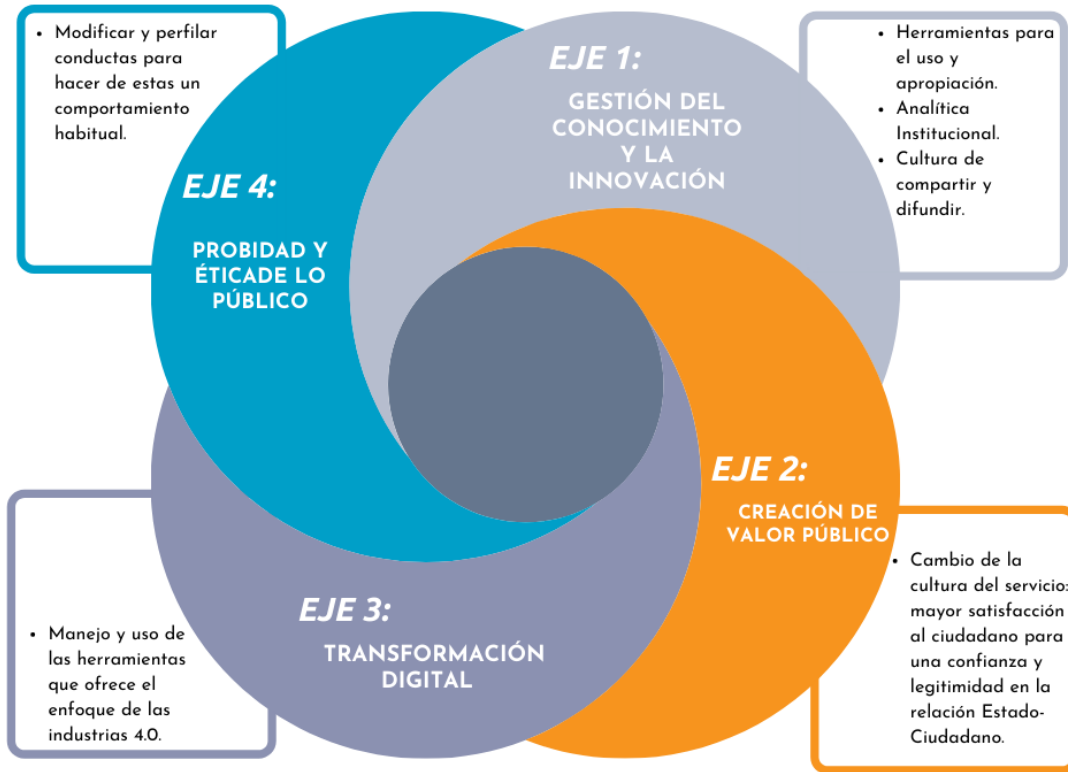 EJE 1:
GESTIÓN DEL
CONOCIMIENTO
Y LA
INNOVACIÓN
• Herramientas para
el uso y
apropiación.
• Analítica
Institucional.
• Cultura de
compartir y
difundir.
EJE 2:
CREACIÓN DE
VALOR PÚBLICO
• Cambio de la
cultura del servicio:
mayor satisfacción
al ciudadano para
una confianza y
legitimidad en la
relación Estado-
Ciudadano.
EJE 3:
TRANSFORMACIÓN
DIGITAL
• Manejo y uso de
las herramientas
que ofrece el
enfoque de las
industrias 4.0.
EJE 4:
PROBIDAD Y
ÉTICADE LO
PÚBLICO
• Modificar y perfilar
conductas para
hacer de estas un
comportamiento
habitual.